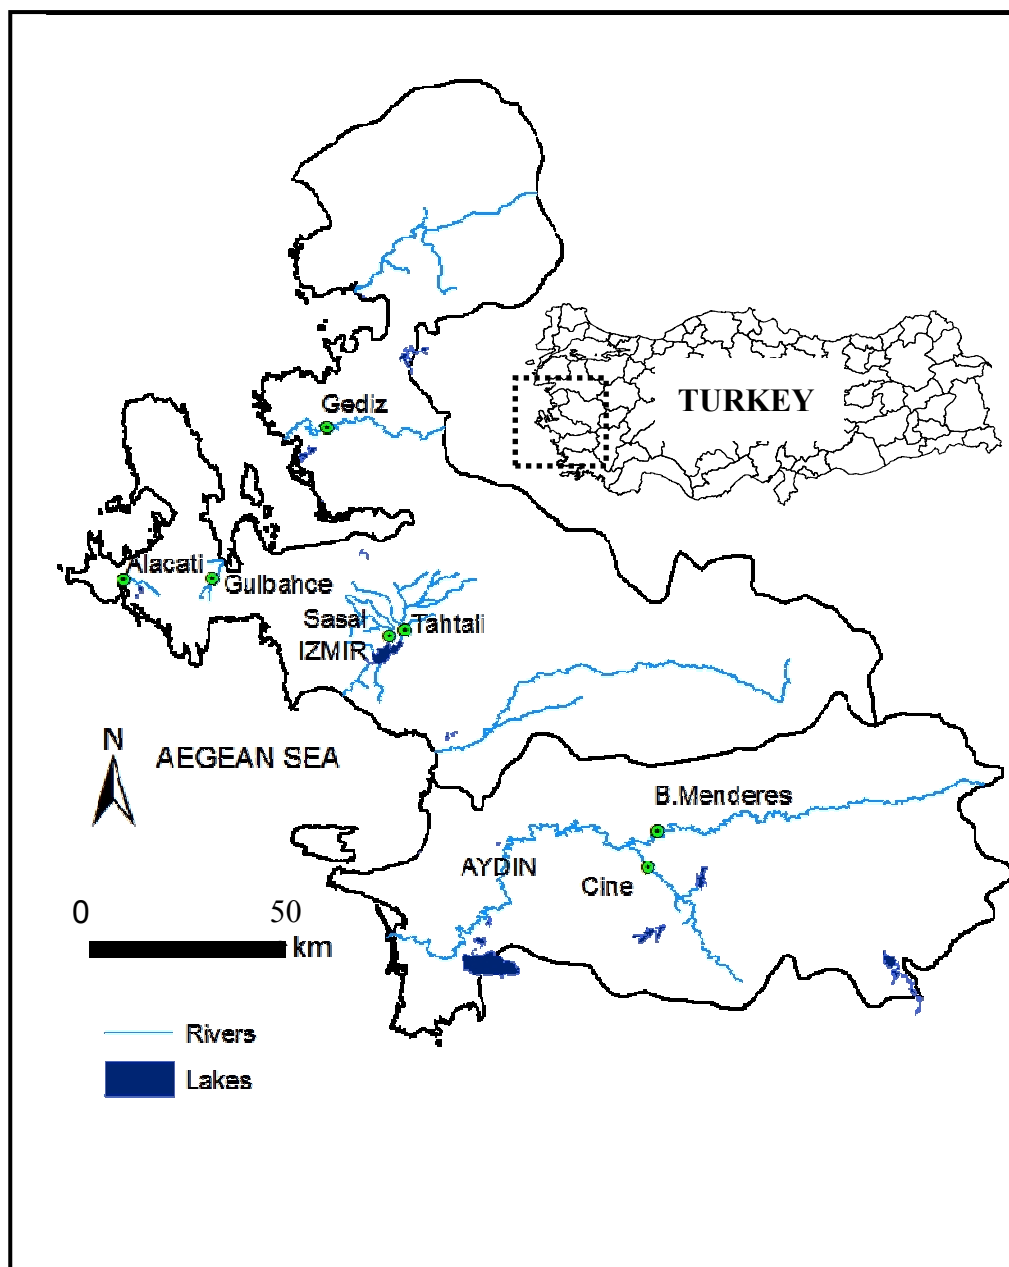 TURKEY
Gediz
Alacati
Gulbahce
Sasal
Tahtali
IZMIR
N
AEGEAN SEA
B.Menderes
AYDIN
Cine
0 50
km
Rivers
Lakes